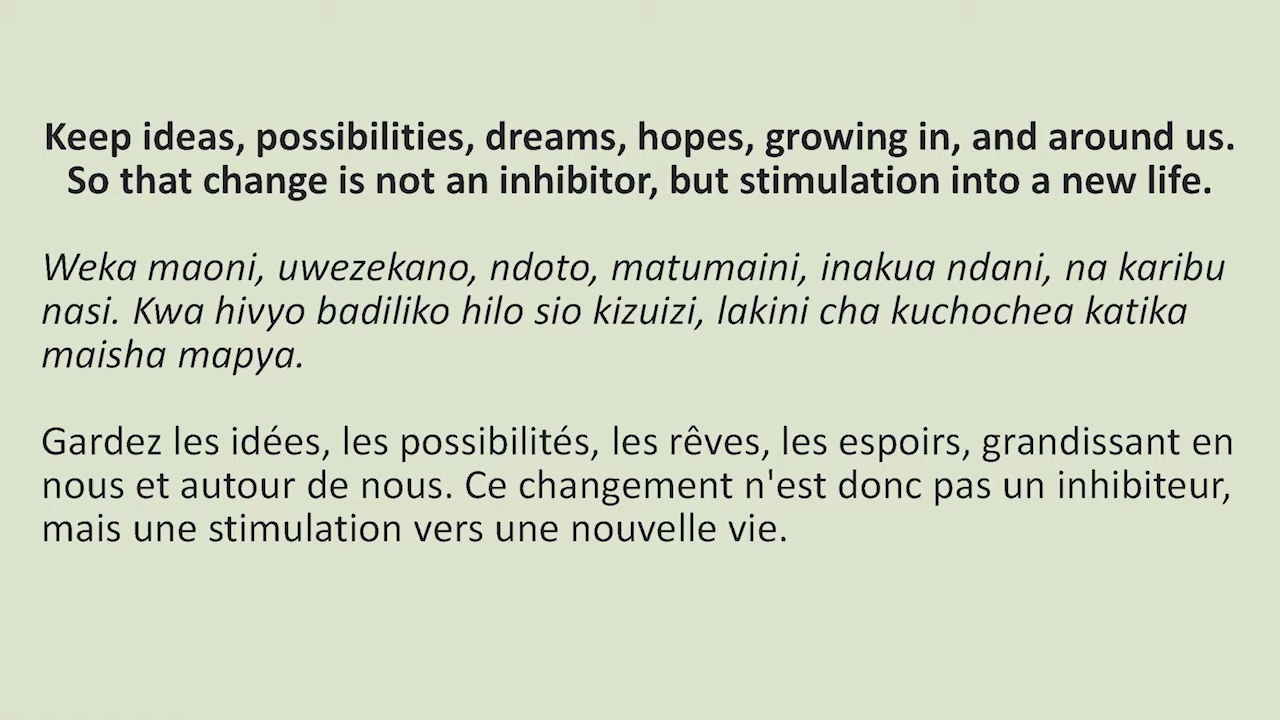 Keep ideas, possibilities, dreams, hopes, growing in, and around us.
So that change is not an inhibitor, but stimulation into a new life.
Weka maoni, uwezekano, ndoto, matumaini, inakua ndani, na karibu
nasi. Kwa hivyo badiliko hilo sio kizuizi, lakini cha kuchochea katika
maisha mapya.
Gardez les idées, les possibilités, les rêves, les espoirs, grandissant en
nous et autour de nous. Ce changement n'est donc pas un inhibiteur,
mais une stimulation vers une nouvelle vie.